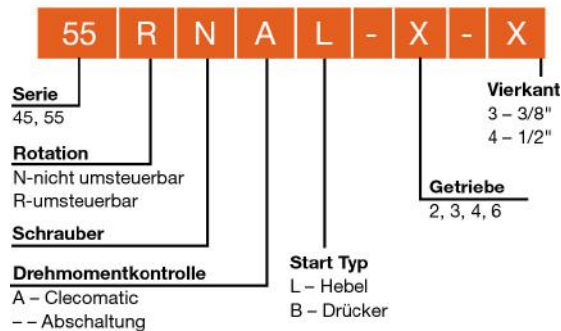 55 R N A L - X - X
Serie
45, 55
Rotation
N-nicht umsteuerbar
R-umsteuerbar
Schrauber
Drehmomentkontrolle
A – Clecomatic
– – Abschaltung
Start Typ
L – Hebel
B – Drücker
Getriebe
2, 3, 4, 6
Vierkant
3 – 3/8"
4 – 1/2"